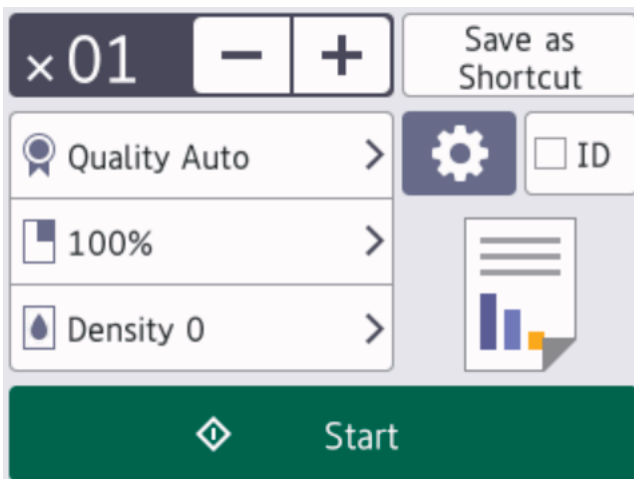 ×01
− +
Save as
Shortcut
Quality Auto
ID
100%
Density 0
Start